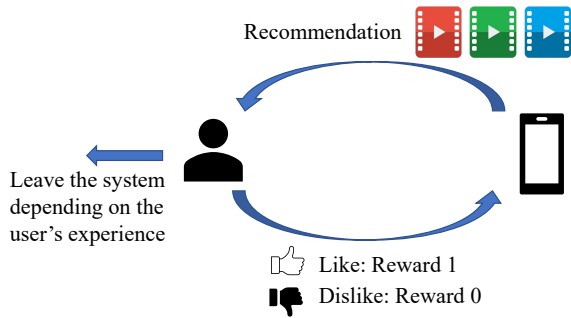 Recommendation
Leave the system
depending on the
user's experience
Like: Reward 1
Dislike: Reward 0